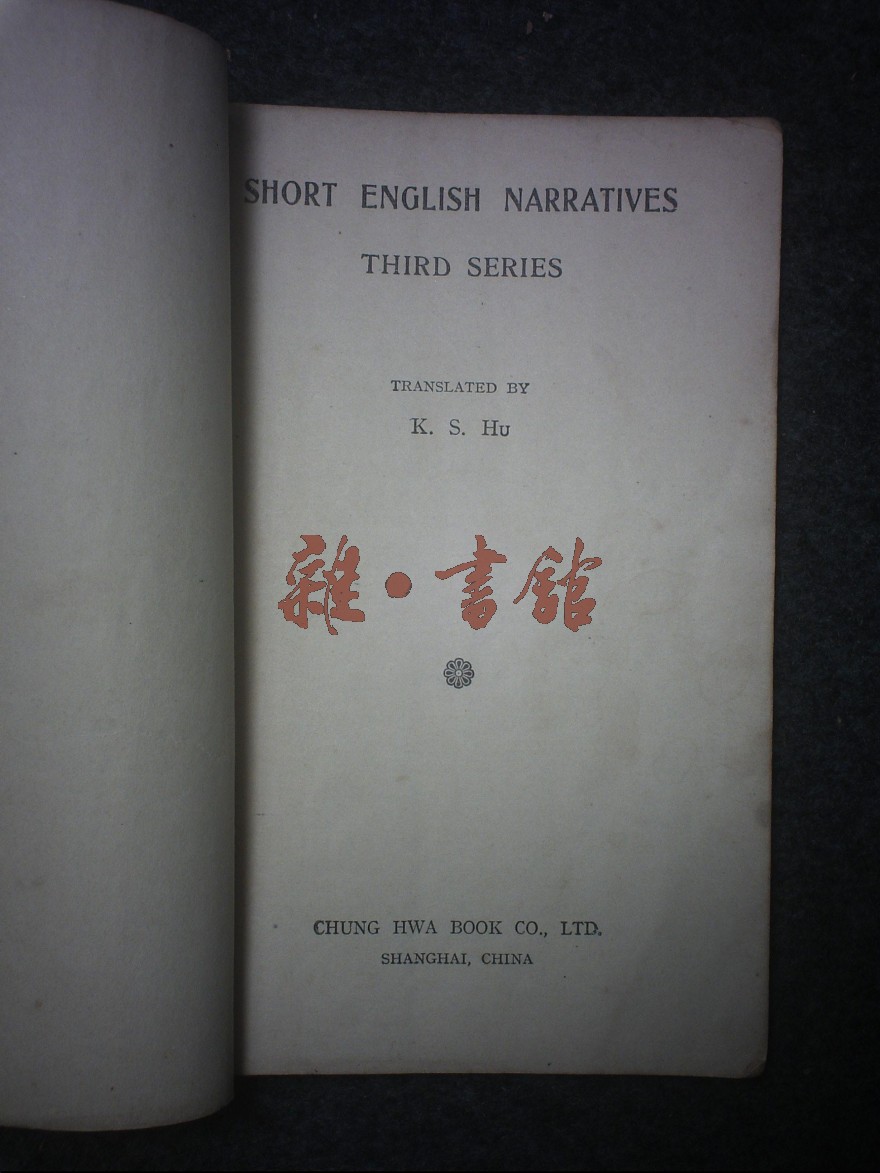 SHORT ENGLISH NARRATIVES
THIRD SERIES
TRANSLATED BY
K. S. HU
雜·書館
CHUNG HWA BOOK CO., LTD.
SHANGHAI, CHINA